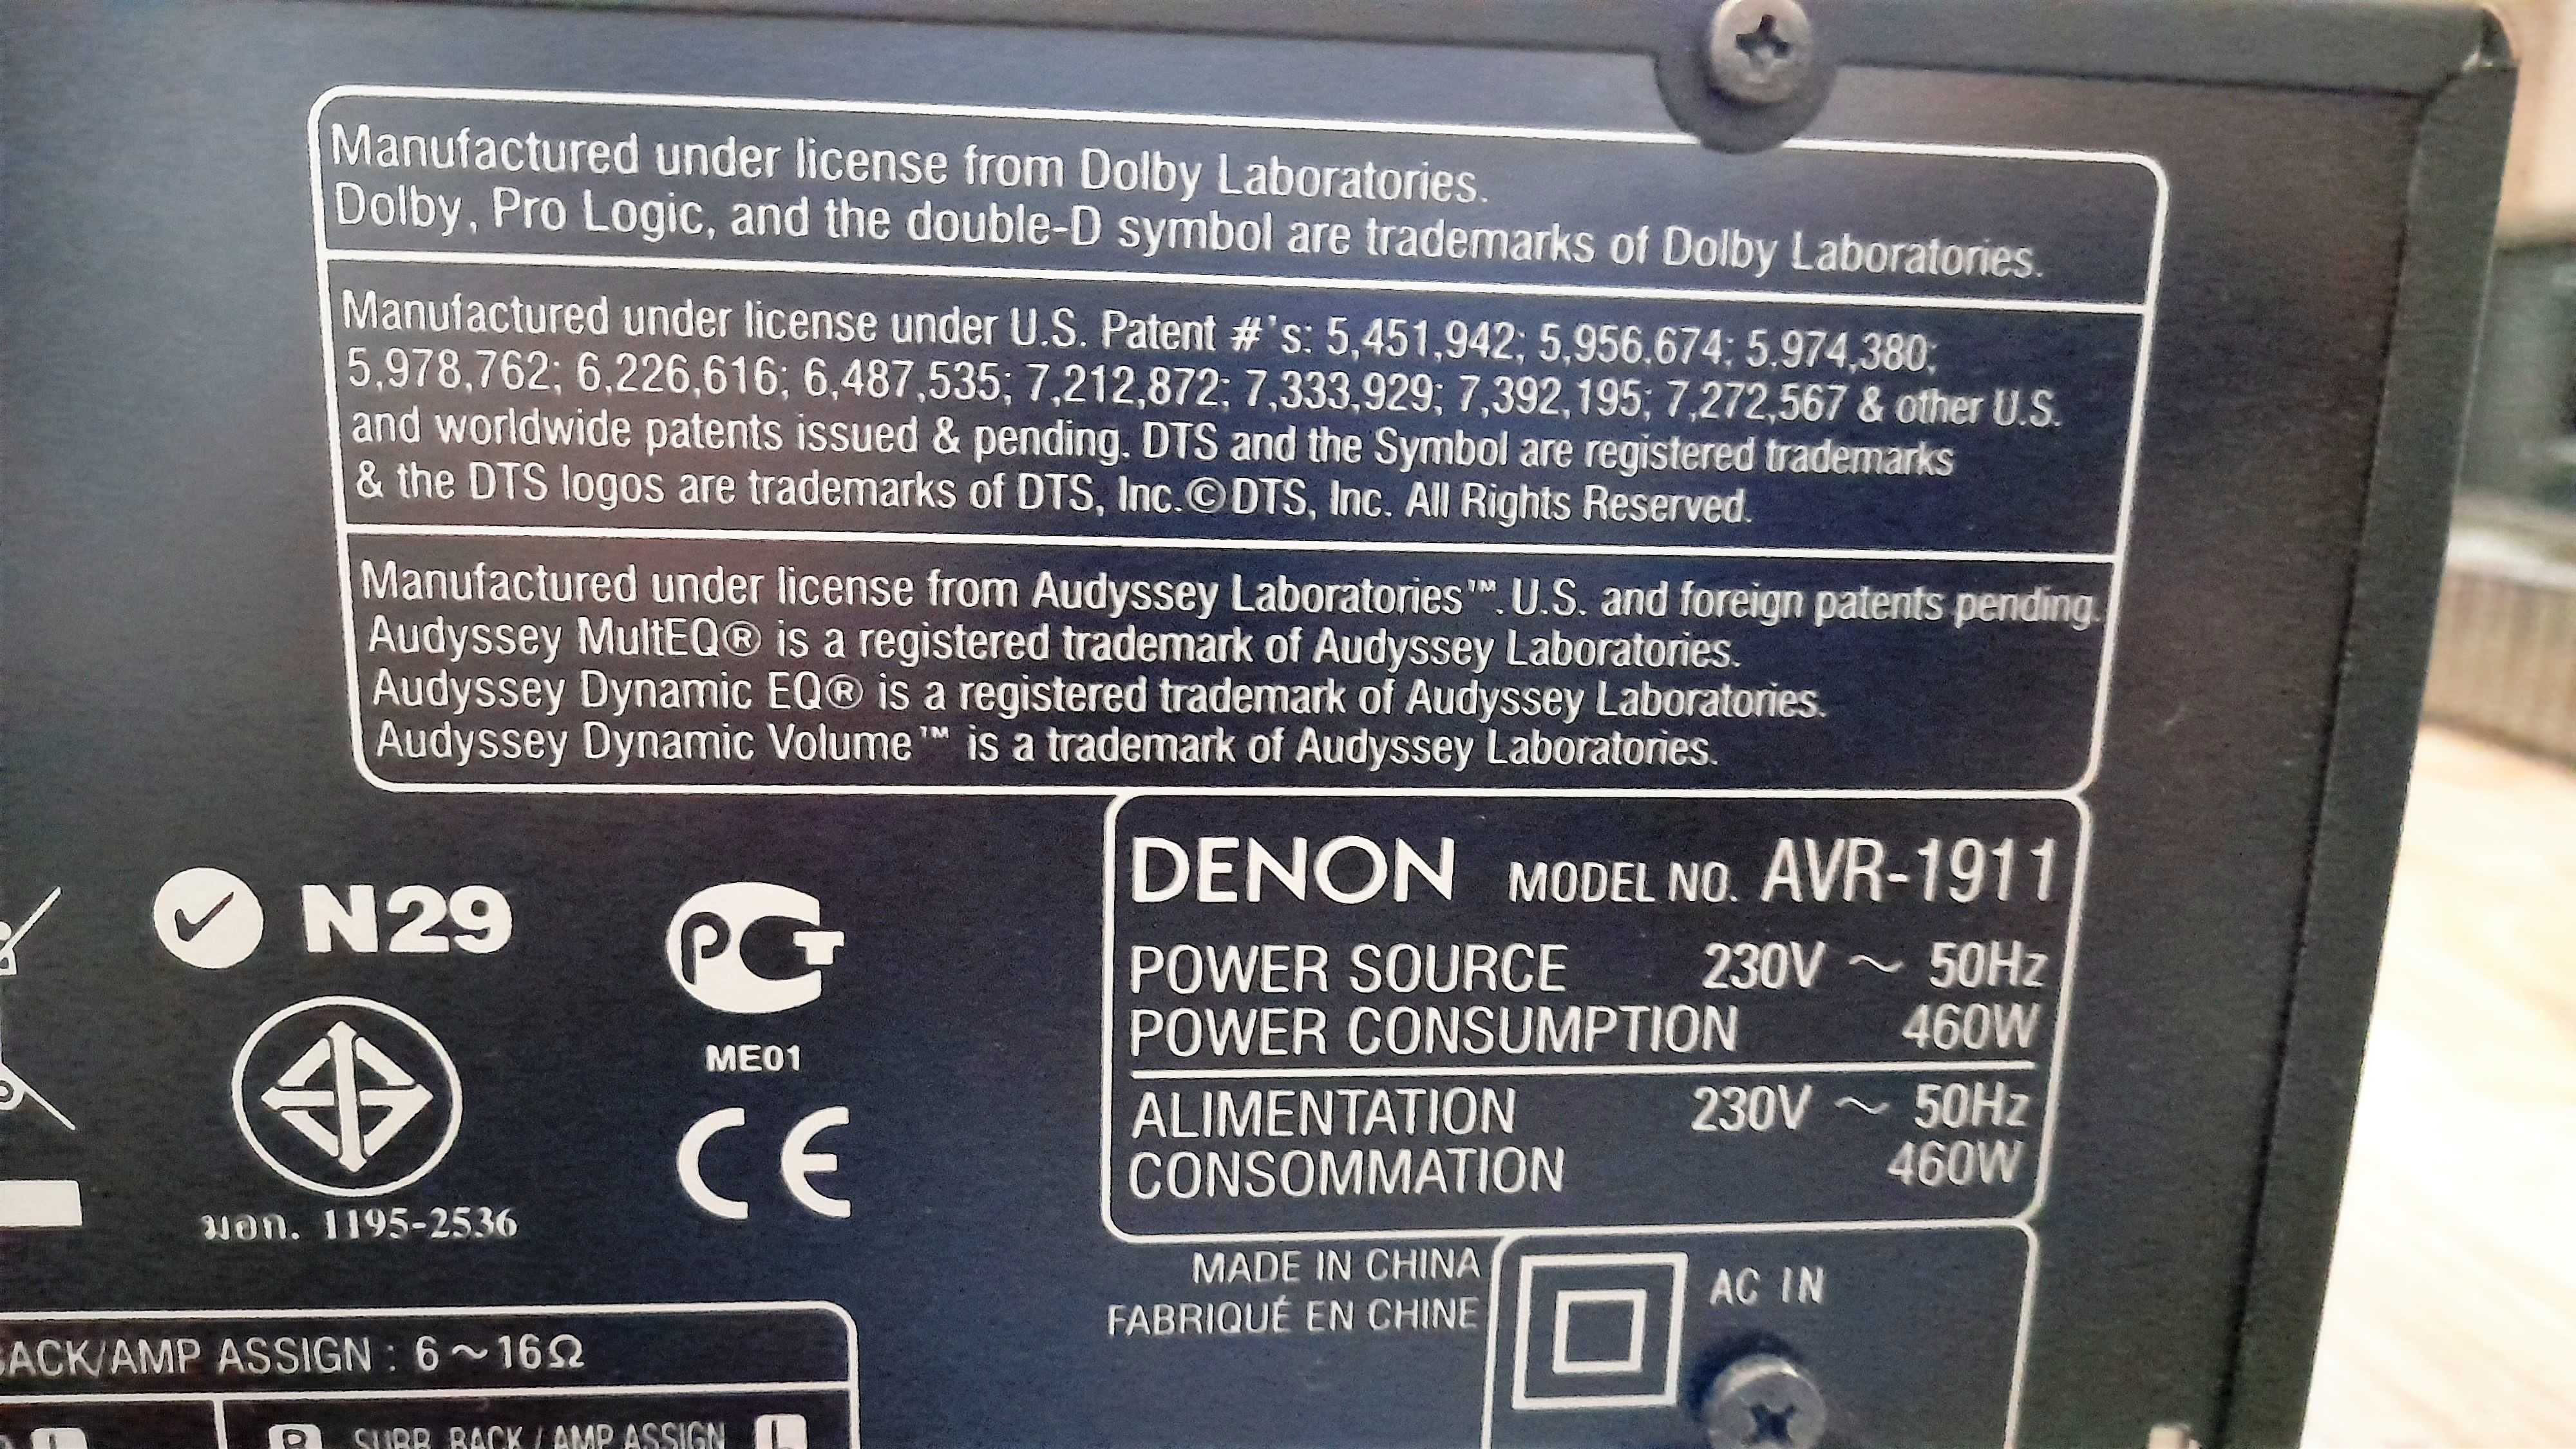 Manufactured under license from Dolby Laboratories.
Dolby, Pro Logic, and the double-D symbol are trademarks of Dolby Laboratories.
Manufactured under license under U.S. Patent #'s: 5,451,942; 5,956,674; 5,974,380;
5,978,762; 6,226,616; 6,487,535; 7,212,872; 7,333,929; 7,392,195; 7,272,567 & other U.S.
and worldwide patents issued & pending. DTS and the Symbol are registered trademarks
& the DTS logos are trademarks of DTS, Inc.©DTS, Inc. All Rights Reserved.
Manufactured under license from Audyssey Laboratories™. U.S. and foreign patents pending.
Audyssey MultEQ® is a registered trademark of Audyssey Laboratories.
Audyssey Dynamic EQ® is a registered trademark of Audyssey Laboratories.
Audyssey Dynamic Volume™ is a trademark of Audyssey Laboratories.
DENON MODEL NO. AVR-1911
POWER SOURCE 230V ~ 50Hz
POWER CONSUMPTION 460W
ALIMENTATION 230V ~ 50Hz
CONSOMMATION 460W
N29
PCT
ME01
CE
มอก. 1195-2536
MADE IN CHINA
FABRIQUÉ EN CHINE
AC IN
BACK/AMP ASSIGN : 6~16Ω
R SURR. BACK / AMP ASSIGN L